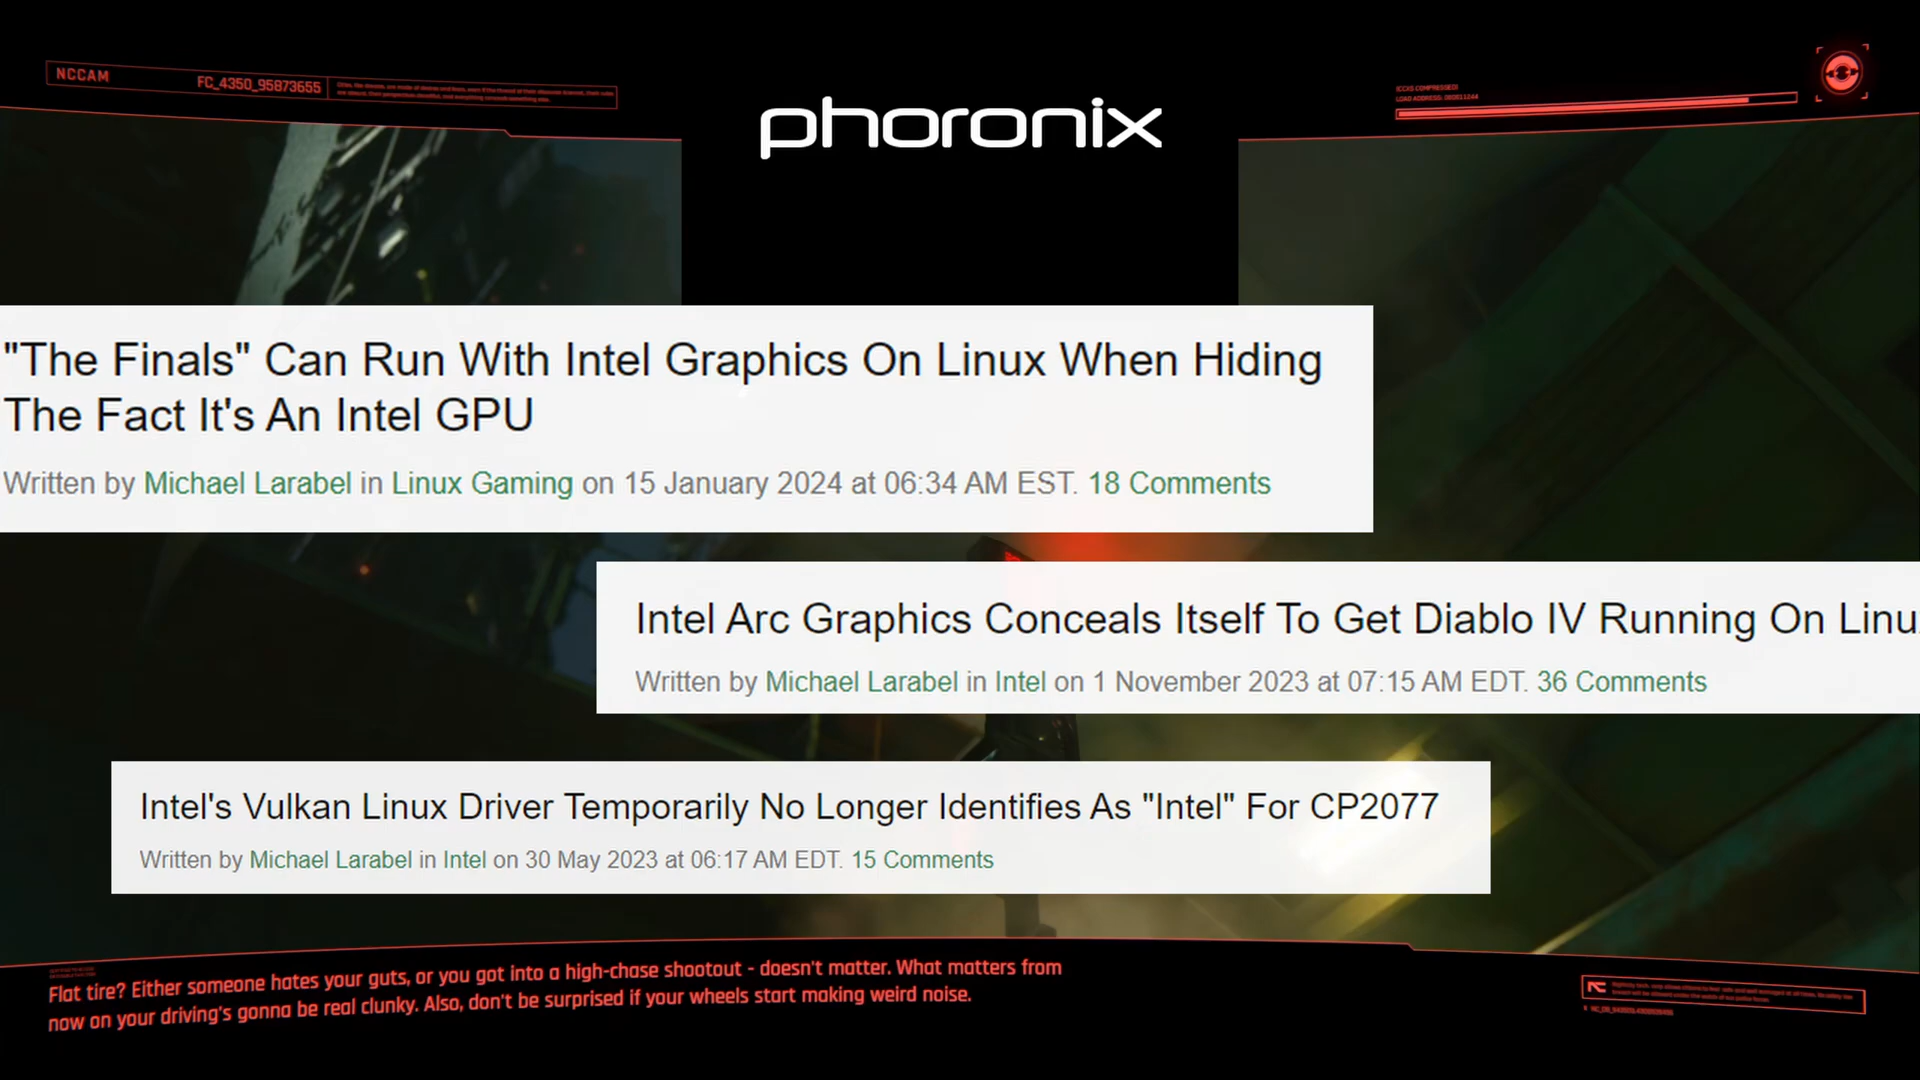 NCCAM
FC_4350_95873655
phoronix
"The Finals" Can Run With Intel Graphics On Linux When Hiding
The Fact It's An Intel GPU
Written by Michael Larabel in Linux Gaming on 15 January 2024 at 06:34 AM EST. 18 Comments
Intel Arc Graphics Conceals Itself To Get Diablo IV Running On Linu
Written by Michael Larabel in Intel on 1 November 2023 at 07:15 AM EDT. 36 Comments
Intel's Vulkan Linux Driver Temporarily No Longer Identifies As "Intel" For CP2077
Written by Michael Larabel in Intel on 30 May 2023 at 06:17 AM EDT. 15 Comments
Flat tire? Either someone hates your guts, or you got into a high-chase shootout - doesn't matter. What matters from
now on your driving's gonna be real clunky. Also, don't be surprised if your wheels start making weird noise.